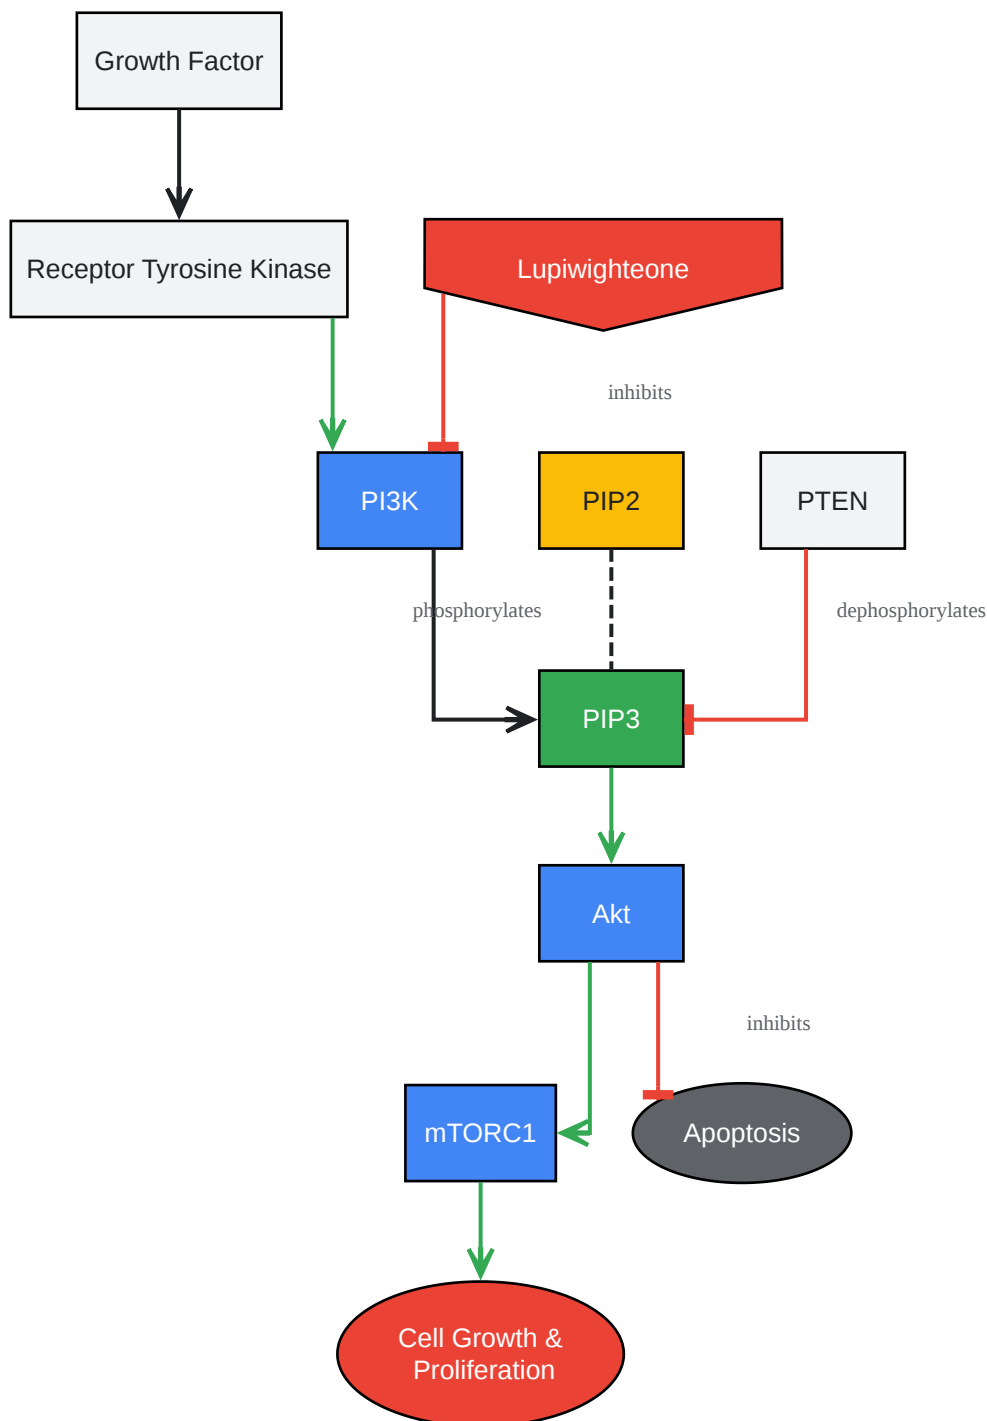 Growth Factor
Receptor Tyrosine Kinase
Lupiwighteone
inhibits
PI3K
PIP2
PTEN
phosphorylates
dephosphorylates
PIP3
Akt
inhibits
mTORC1
Apoptosis
Cell Growth &
Proliferation